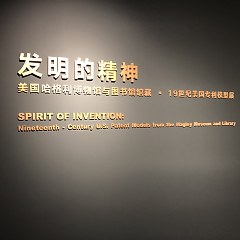 发明的精神
美国哈格利博物馆与图书馆馆藏 · 19世纪美国专利模型展
SPIRIT OF INVENTION:
Nineteenth - Century U.S. Patent Models from the Hagley Museum and Library